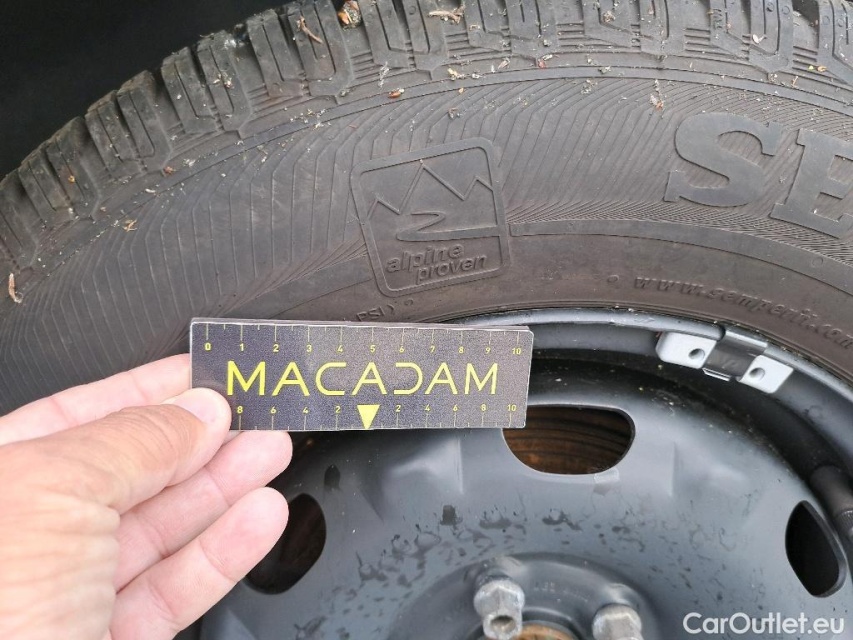 SE
alpine
proven
www.semperit.com
0 1 2 3 4 5 6 7 8 9 10
MACADAM
8 6 4 2 2 4 6 8 10
CarOutlet.eu